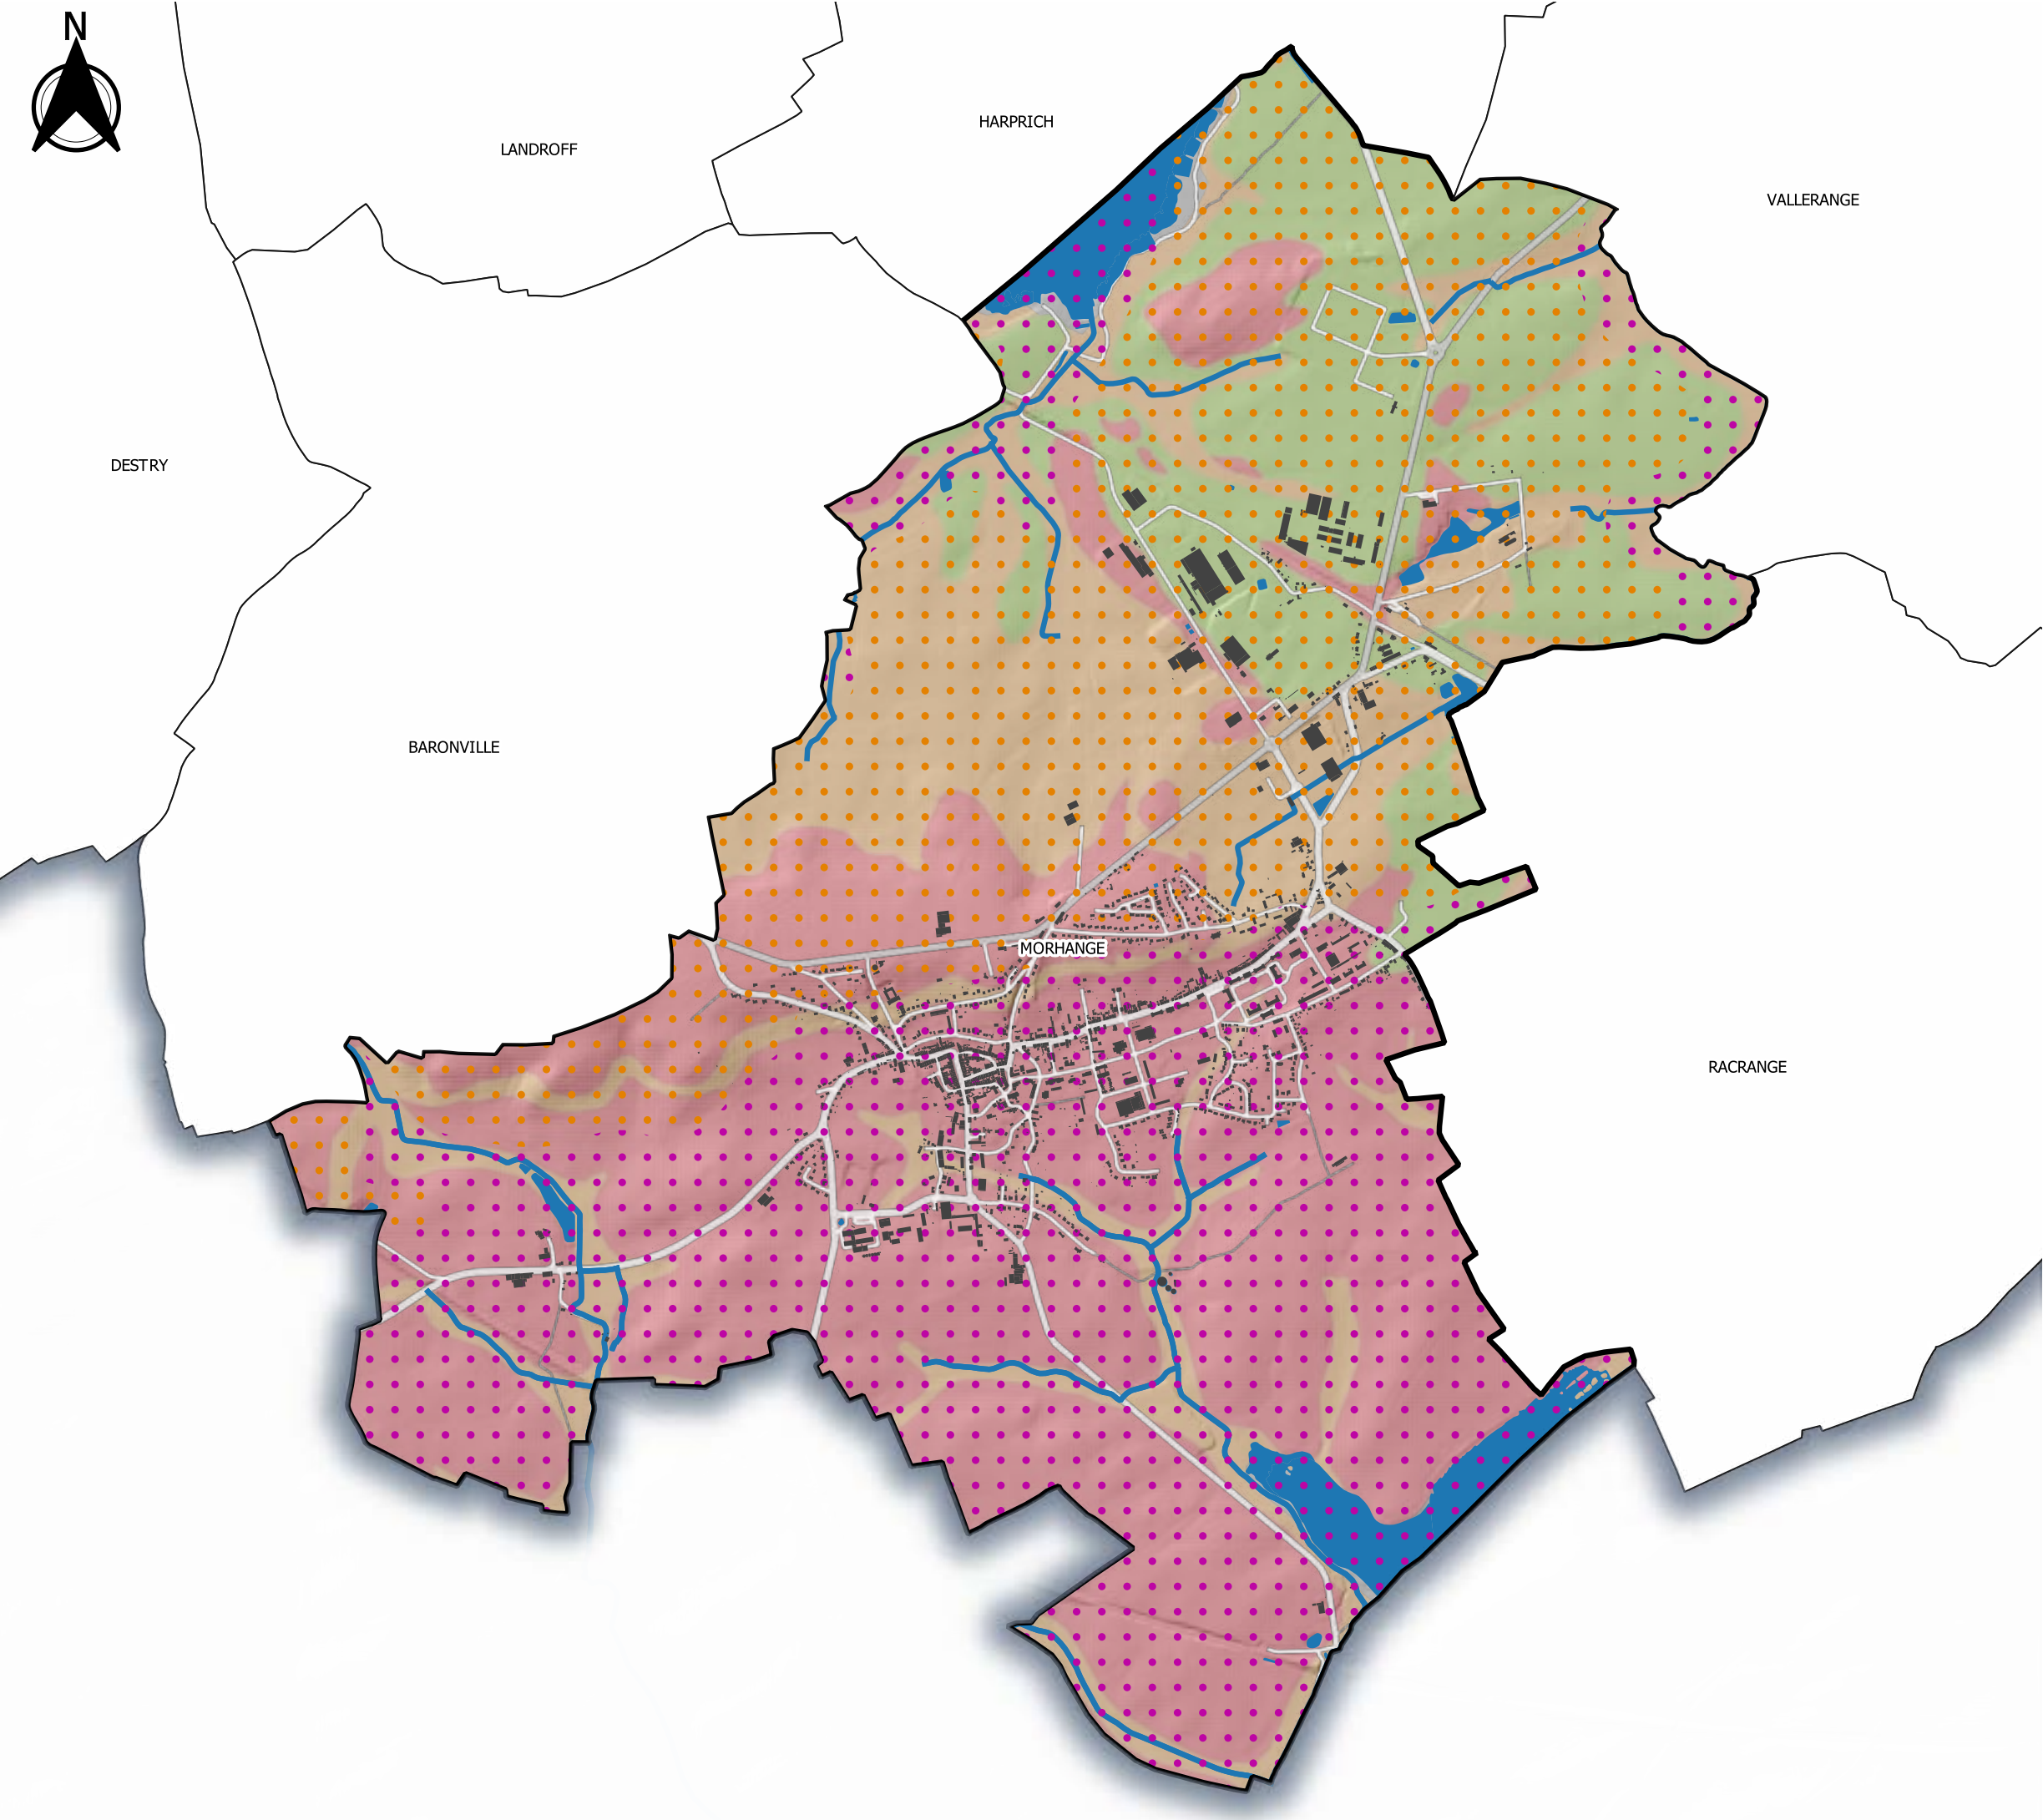 N
HARPRICH
LANDROFF
VALLERANGE
DESTRY
BARONVILLE
MORHANGE
RACRANGE